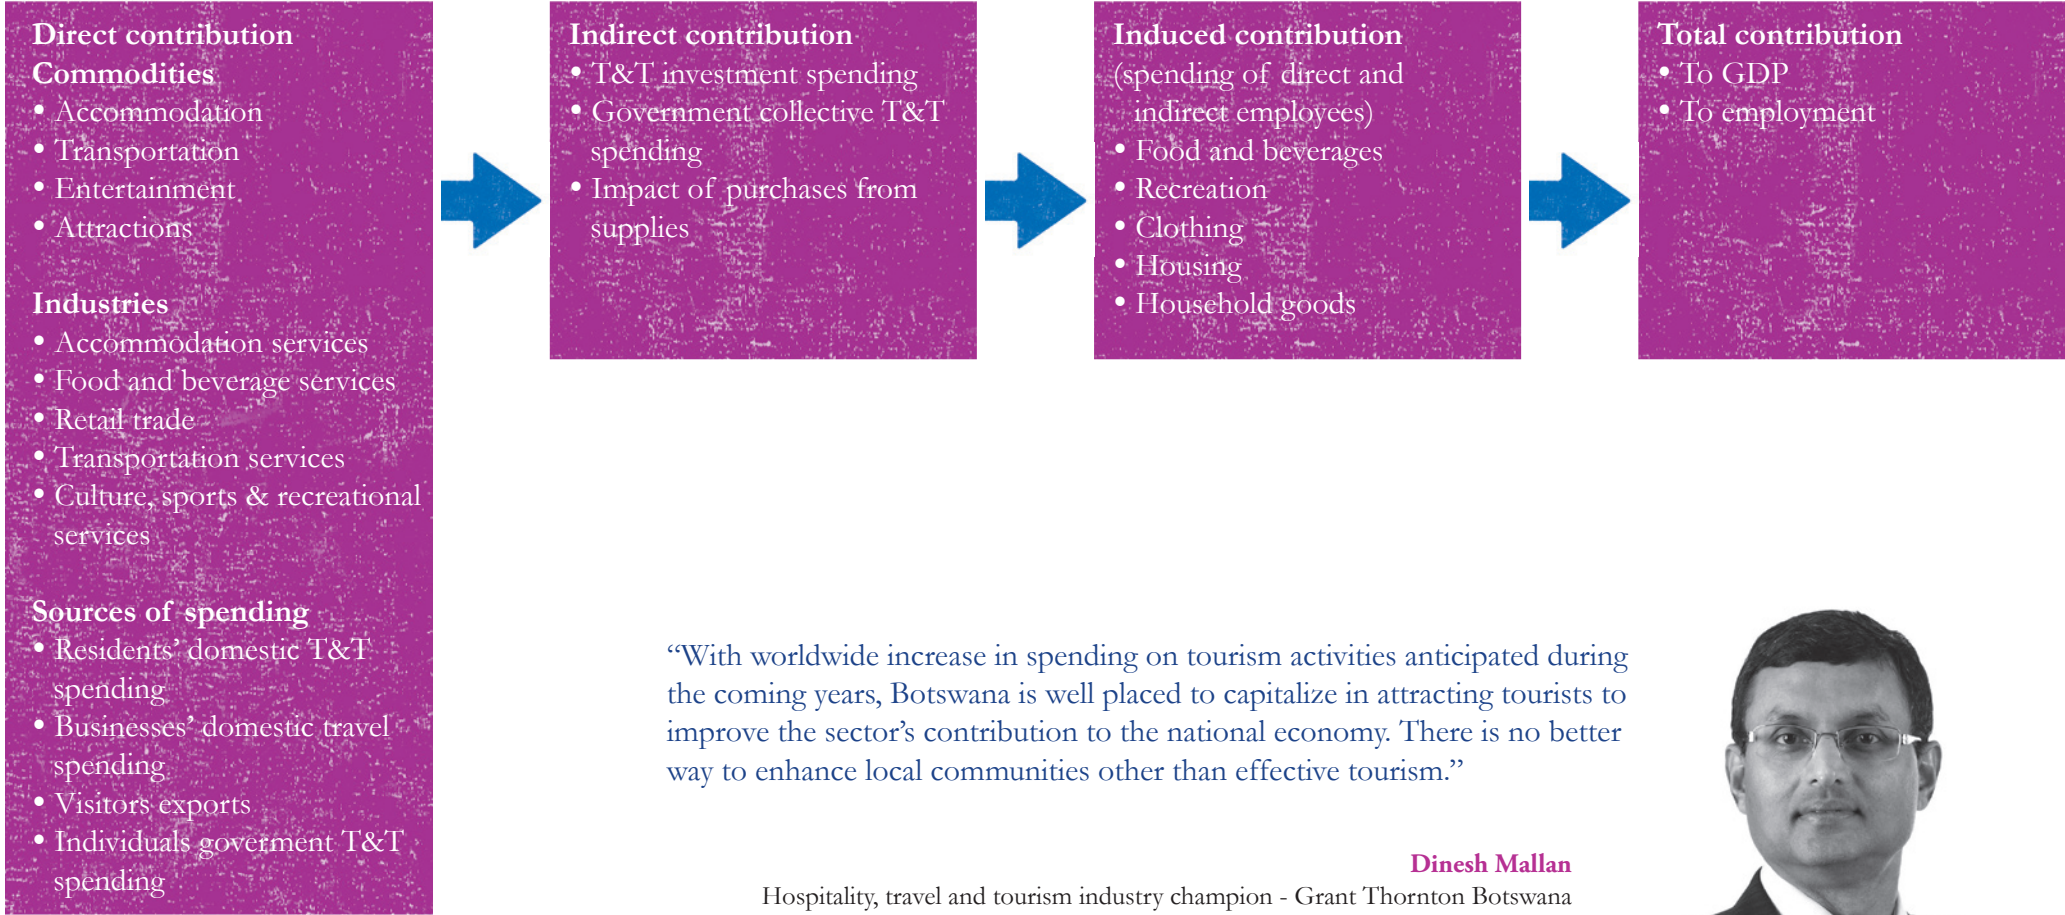 Direct contribution
Commodities
• Accommodation
• Transportation
• Entertainment
• Attractions
Industries
• Accommodation services
• Food and beverage services
• Retail trade
• Transportation services
• Culture, sports & recreational
services
Sources of spending
• Residents’ domestic T&T
spending
• Businesses’ domestic travel
spending
• Visitors exports
• Individuals goverment T&T
spending
Indirect contribution
• T&T investment spending
• Government collective T&T
spending
• Impact of purchases from
supplies
Induced contribution
(spending of direct and
indirect employees)
• Food and beverages
• Recreation
• Clothing
• Housing
• Household goods
Total contribution
• To GDP
• To employment
“With worldwide increase in spending on tourism activities anticipated during
the coming years, Botswana is well placed to capitalize in attracting tourists to
improve the sector’s contribution to the national economy. There is no better
way to enhance local communities other than effective tourism.”
Dinesh Mallan
Hospitality, travel and tourism industry champion - Grant Thornton Botswana